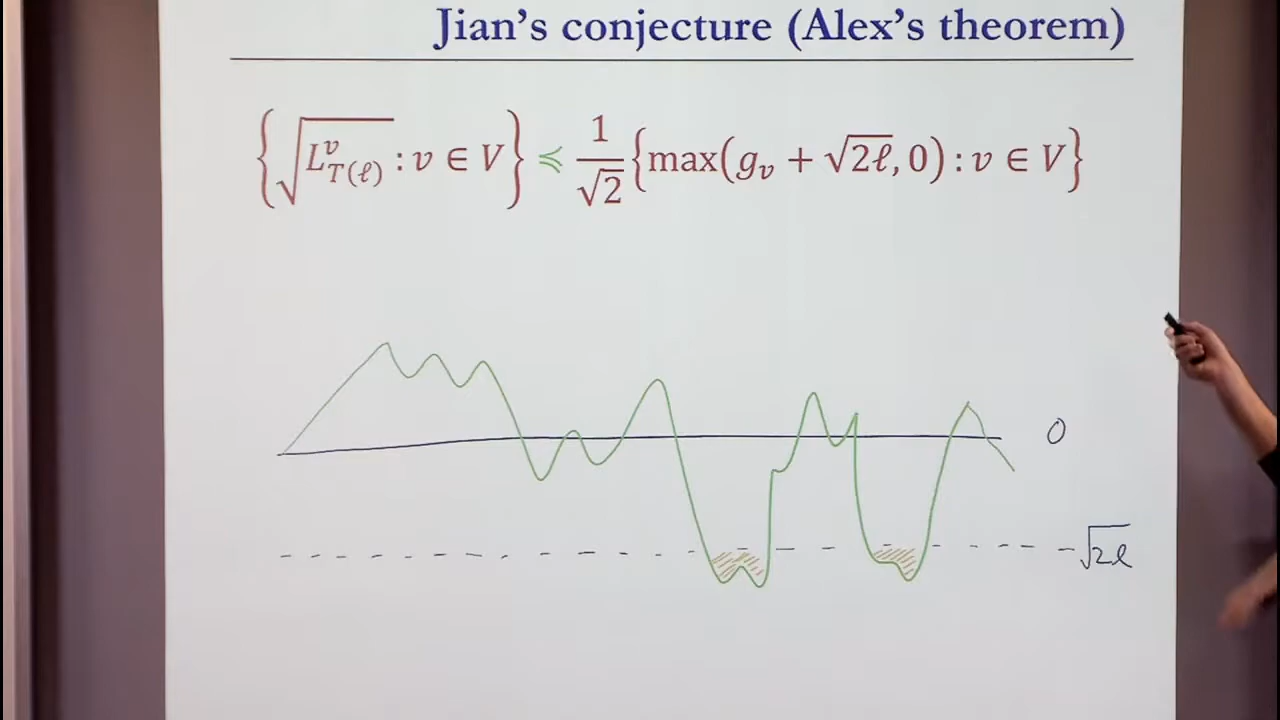 Jian's conjecture (Alex's theorem)
{√L^v_{T(ℓ)} : v ∈ V} ≼ 1/√2 {max(g_v + √2ℓ, 0) : v ∈ V}
0
-√2ℓ